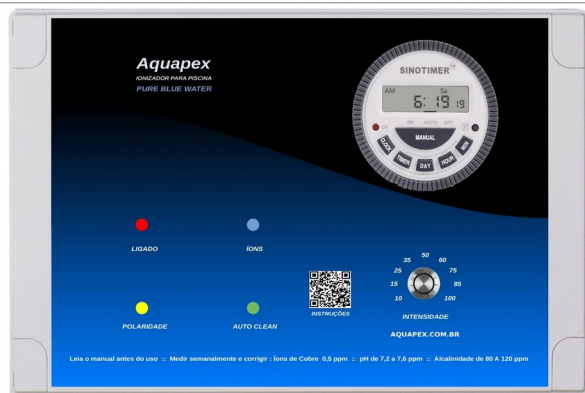 Aquapex
IONIZADOR PARA PISCINA
PURE BLUE WATER
SINOTIMER
AM
Sa
6:19 19
ON
ON AUTO OFF
MANUAL
CLOCK
TIMER
DAY
HOUR
MIN
LIGADO
ÍONS
POLARIDADE
AUTO CLEAN
INSTRUÇÕES
10
15
25
35
50
60
75
85
100
INTENSIDADE
AQUAPEX.COM.BR
Leia o manual antes do uso :: Medir semanalmente e corrigir : Íons de Cobre 0,5 ppm :: pH de 7,2 a 7,6 ppm :: Alcalinidade de 80 A 120 ppm